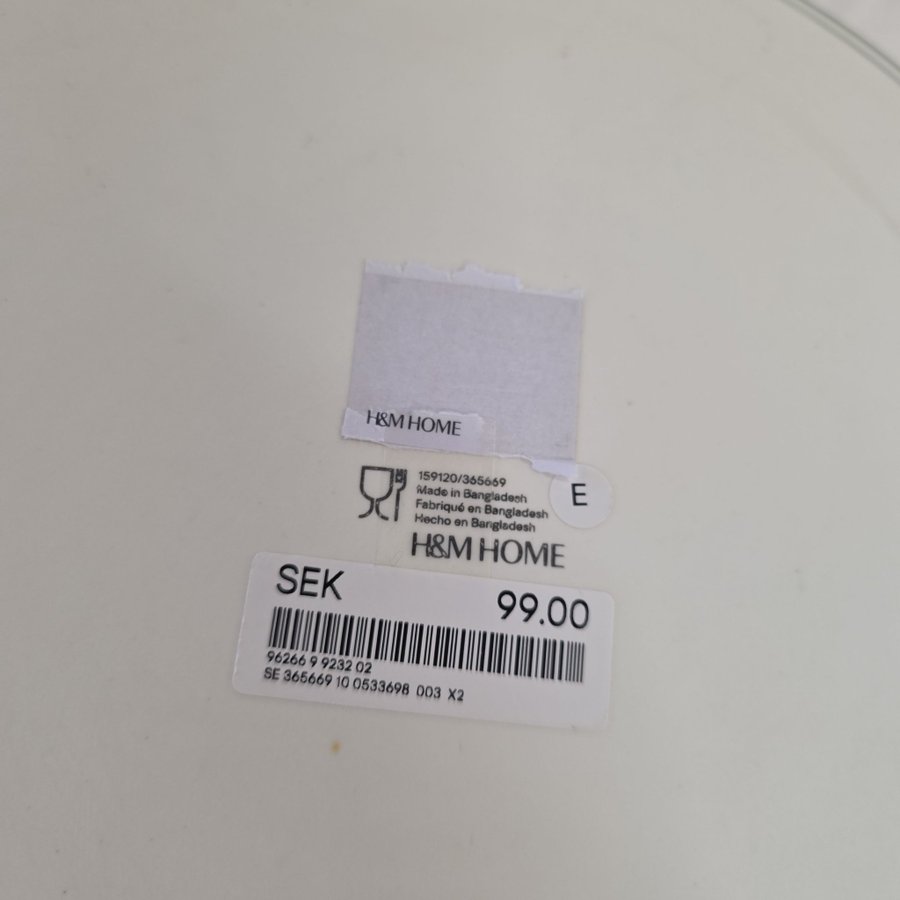 H&M HOME
159120/365669
Made in Bangladesh
Fabriqué en Bangladesh
Hecho en Bangladesh
E
H&M HOME
SEK 99.00
96266 9 9232 02
SE 365669 10 0533698 003 X2